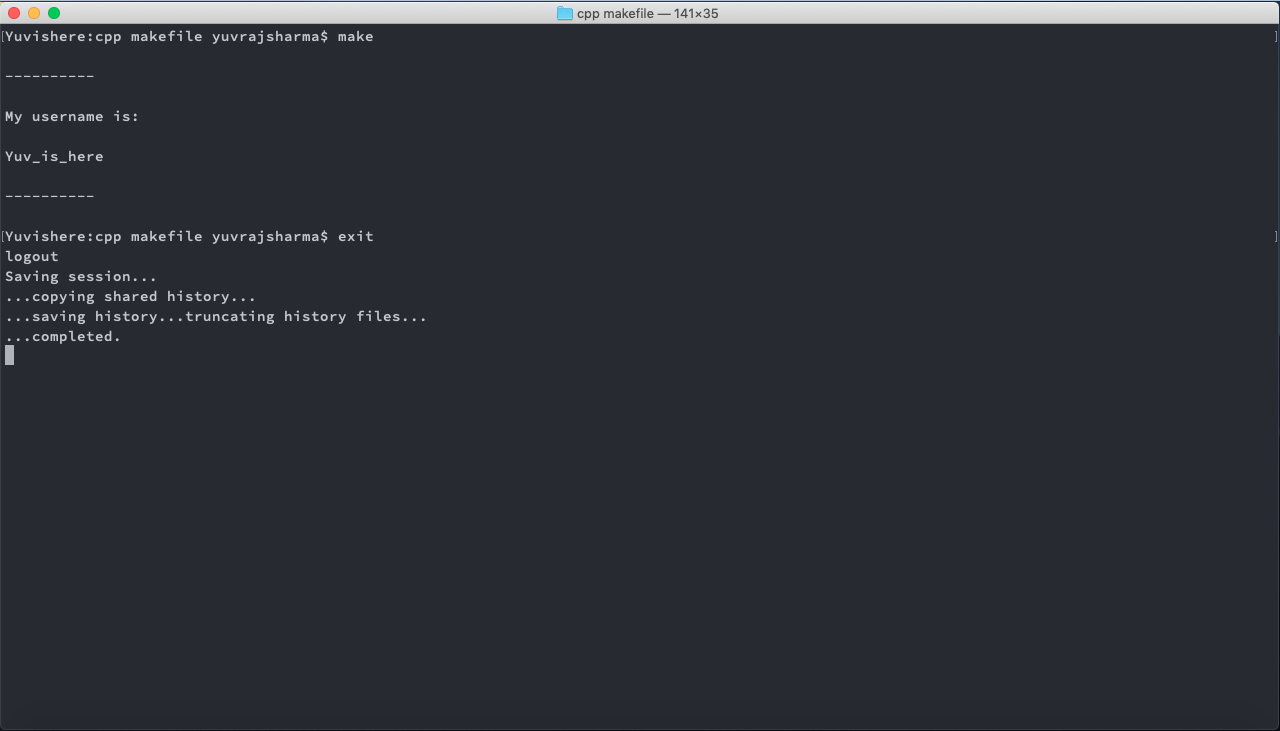 cpp makefile — 141×35
[Yuvishere:cpp makefile yuvrajsharma$ make ]
----------
My username is:
Yuv_is_here
----------
[Yuvishere:cpp makefile yuvrajsharma$ exit ]
logout
Saving session...
...copying shared history...
...saving history...truncating history files...
...completed.